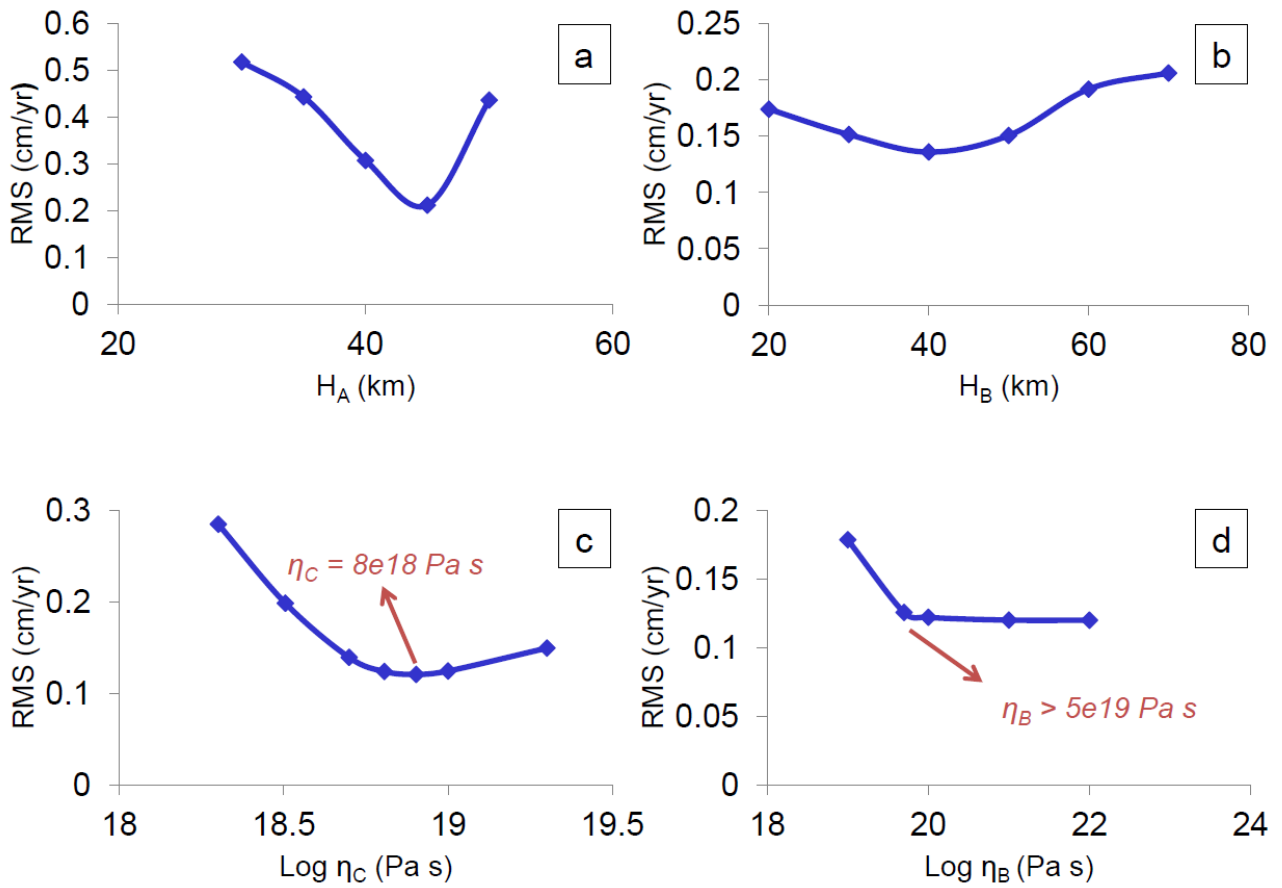 a
RMS (cm/yr)
0.6
0.5
0.4
0.3
0.2
0.1
0
20
40
60
H_A (km)
b
RMS (cm/yr)
0.25
0.2
0.15
0.1
0.05
0
20
40
60
80
H_B (km)
c
RMS (cm/yr)
0.3
0.2
0.1
0
η_C = 8e18 Pa s
18
18.5
19
19.5
Log η_C (Pa s)
d
RMS (cm/yr)
0.2
0.15
0.1
0.05
0
η_B > 5e19 Pa s
18
20
22
24
Log η_B (Pa s)